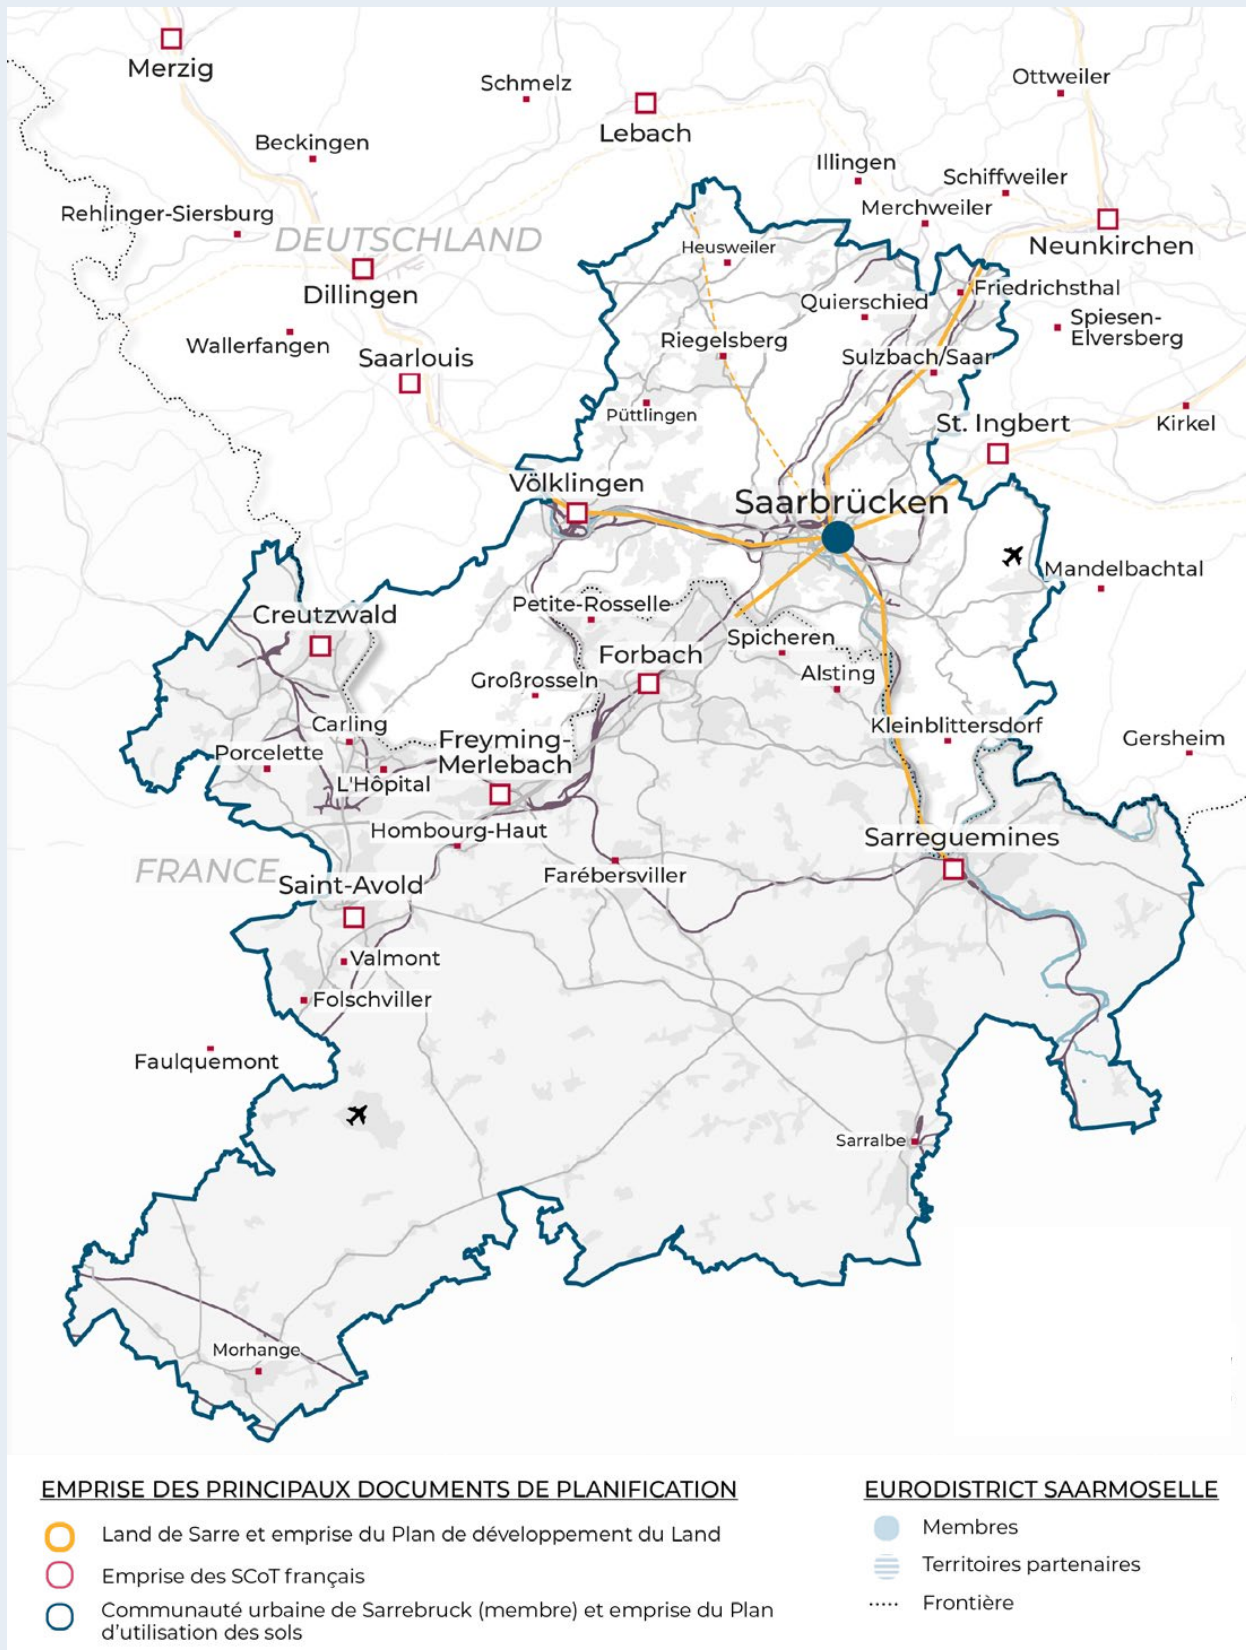 Merzig
Schmelz
Ottweiler
Lebach
Beckingen
Illingen
Schiffweiler
Merchweiler
Rehlinger-Siersburg
DEUTSCHLAND
Heusweiler
Neunkirchen
Dillingen
Friedrichsthal
Quierschied
Spiesen-
Elversberg
Wallerfangen
Riegelsberg
Saarlouis
Sulzbach/Saar
Püttlingen
St. Ingbert
Kirkel
Völklingen
Saarbrücken
Mandelbachtal
Petite-Rosselle
Creutzwald
Spicheren
Forbach
Alsting
Großrosseln
Carling
Kleinblittersdorf
Gersheim
Porcelette
Freyming-
Merlebach
L'Hôpital
Hombourg-Haut
Sarreguemines
FRANCE
Farébersviller
Saint-Avold
Valmont
Folschviller
Faulquemont
Sarralbe
Morhange
EMPRISE DES PRINCIPAUX DOCUMENTS DE PLANIFICATION
Land de Sarre et emprise du Plan de développement du Land
Emprise des SCoT français
Communauté urbaine de Sarrebruck (membre) et emprise du Plan
d'utilisation des sols
EURODISTRICT SAARMOSELLE
Membres
Territoires partenaires
Frontière